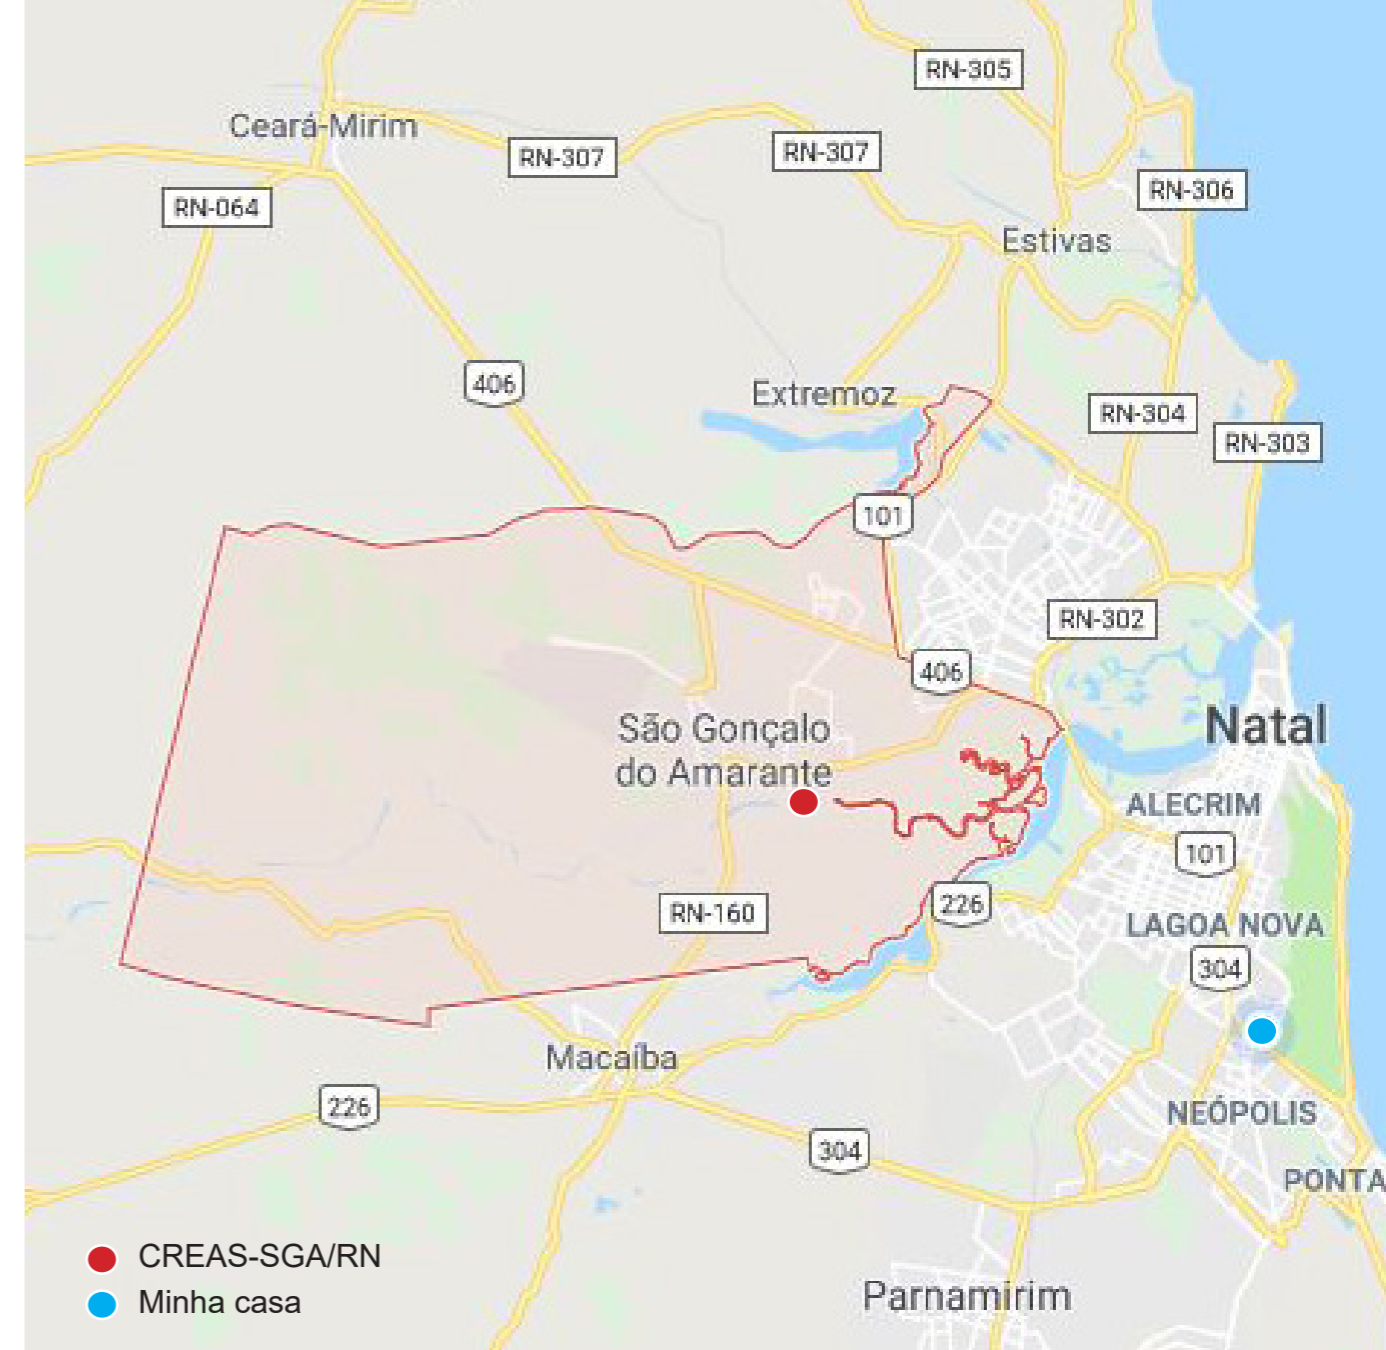 RN-305
Ceará-Mirim
RN-307
RN-307
RN-306
RN-064
Estivas
406
Extremoz
RN-304
RN-303
101
RN-302
406
São Gonçalo
do Amarante
Natal
ALECRIM
101
RN-160
226
LAGOA NOVA
304
Macaíba
226
NEÓPOLIS
304
PONTA
CREAS-SGA/RN
Minha casa
Parnamirim